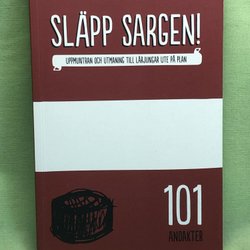 SLÄPP SARGEN!
UPPMUNTRAN OCH UTMANING TILL LÄRJUNGAR UTE PÅ PLAN
101
ANDAKTER